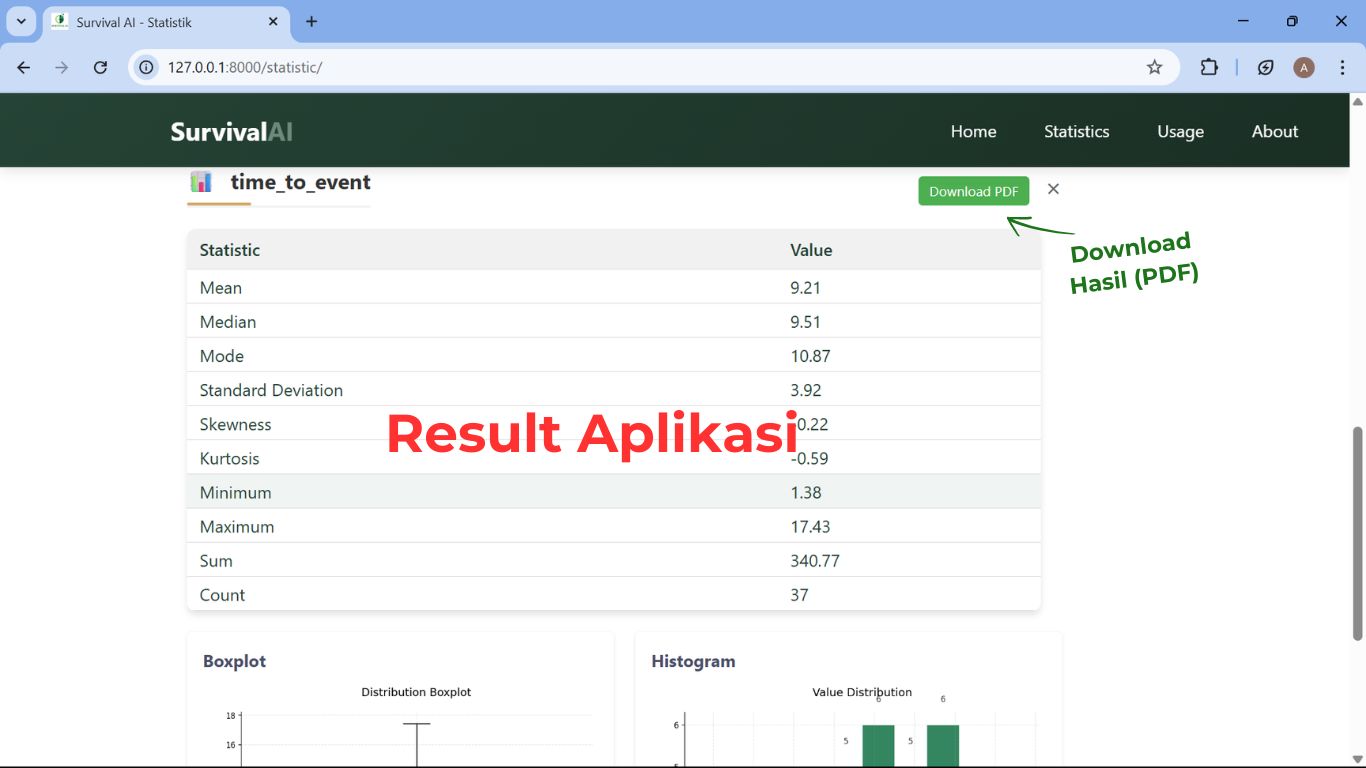 Survival AI - Statistik
127.0.0.1:8000/statistic/
A
SurvivalAI
Home Statistics Usage About
time_to_event
Download PDF
Download
Hasil (PDF)
Statistic Value
Mean 9.21
Median 9.51
Mode 10.87
Standard Deviation 3.92
Skewness 0.22
Result Aplikasi
Kurtosis -0.59
Minimum 1.38
Maximum 17.43
Sum 340.77
Count 37
Boxplot
Histogram
Distribution Boxplot
Value Distribution
18
16
6 6
6
5 5